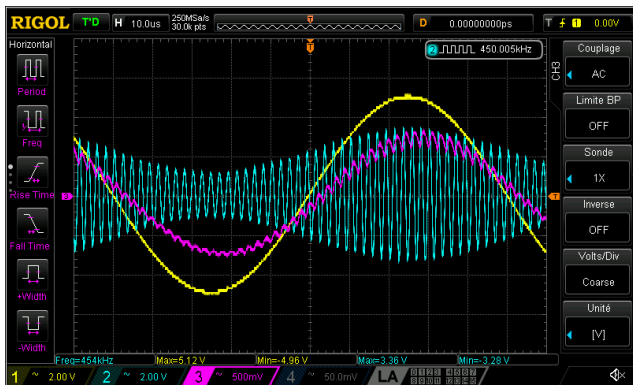 RIGOL T'D H 10.0us 250MSa/s 30.0k pts D 0.00000000ps T 1 0.00V
Horizontal
Period
Freq
Rise Time
Fall Time
+Width
-Width
T
2 450.005kHz
3
T
CH3
Couplage
AC
Limite BP
OFF
Sonde
1X
Inverse
OFF
Volts/Div
Coarse
Unité
[V]
Freq=454kHz Max=5.12 V Min=-4.96 V Max=3.36 V Min=-3.28 V
1 ~ 2.00 V 2 ~ 2.00 V 3 ~ 500mV 4 ~ 50.0mV LA